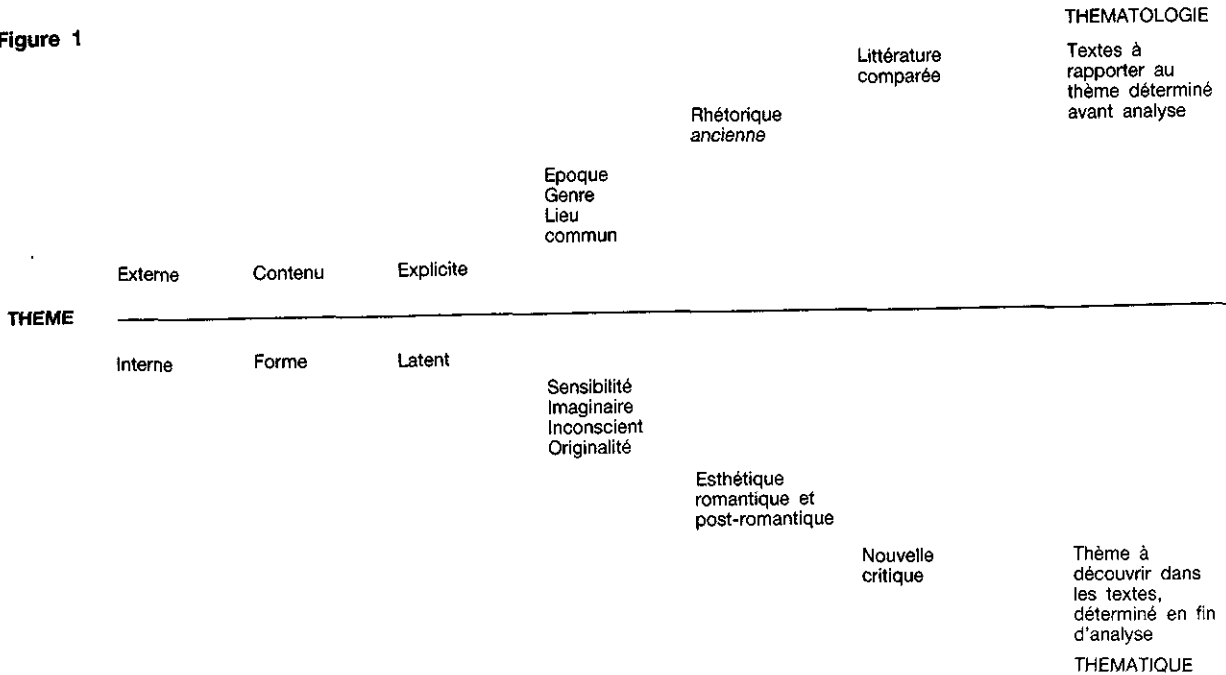 THEMATOLOGIE
Figure 1
Littérature
comparée
Textes à
rapporter au
thème déterminé
avant analyse
Rhétorique
ancienne
Epoque
Genre
Lieu
commun
Externe Contenu Explicite
THEME
Interne Forme Latent
Sensibilité
Imaginaire
Inconscient
Originalité
Esthétique
romantique et
post-romantique
Nouvelle
critique
Thème à
découvrir dans
les textes,
déterminé en fin
d'analyse
THEMATIQUE